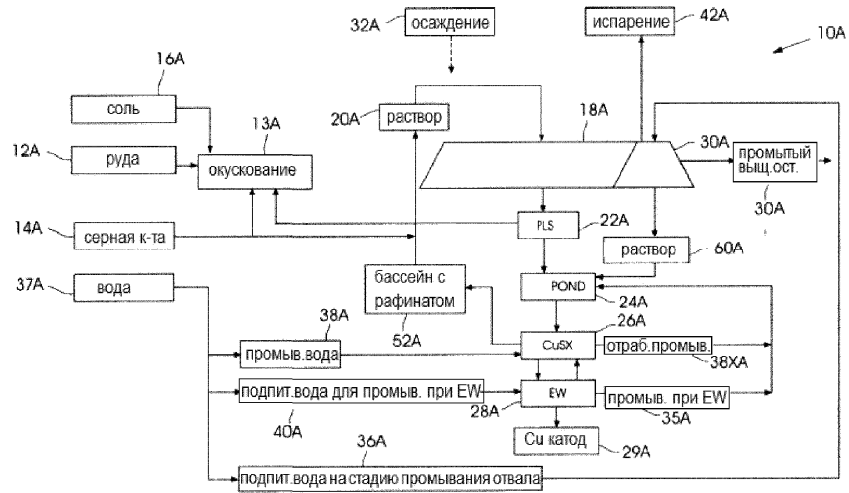 32A
осаждение
испарение
42A
10A
16A
соль
20A
раствор
18A
13A
30A
12A
руда
окускование
промытый
выщ.ост.
30A
PLS
22A
14A
серная к-та
раствор
60A
37A
вода
бассейн с
рафинатом
52A
POND
24A
38A
26A
промыв.вода
CuSX
отраб.промыв.
38XA
подпит.вода для промыв. при EW
40A
EW
28A
промыв. при EW
35A
36A
Cu катод
29A
подпит.вода на стадию промывания отвала